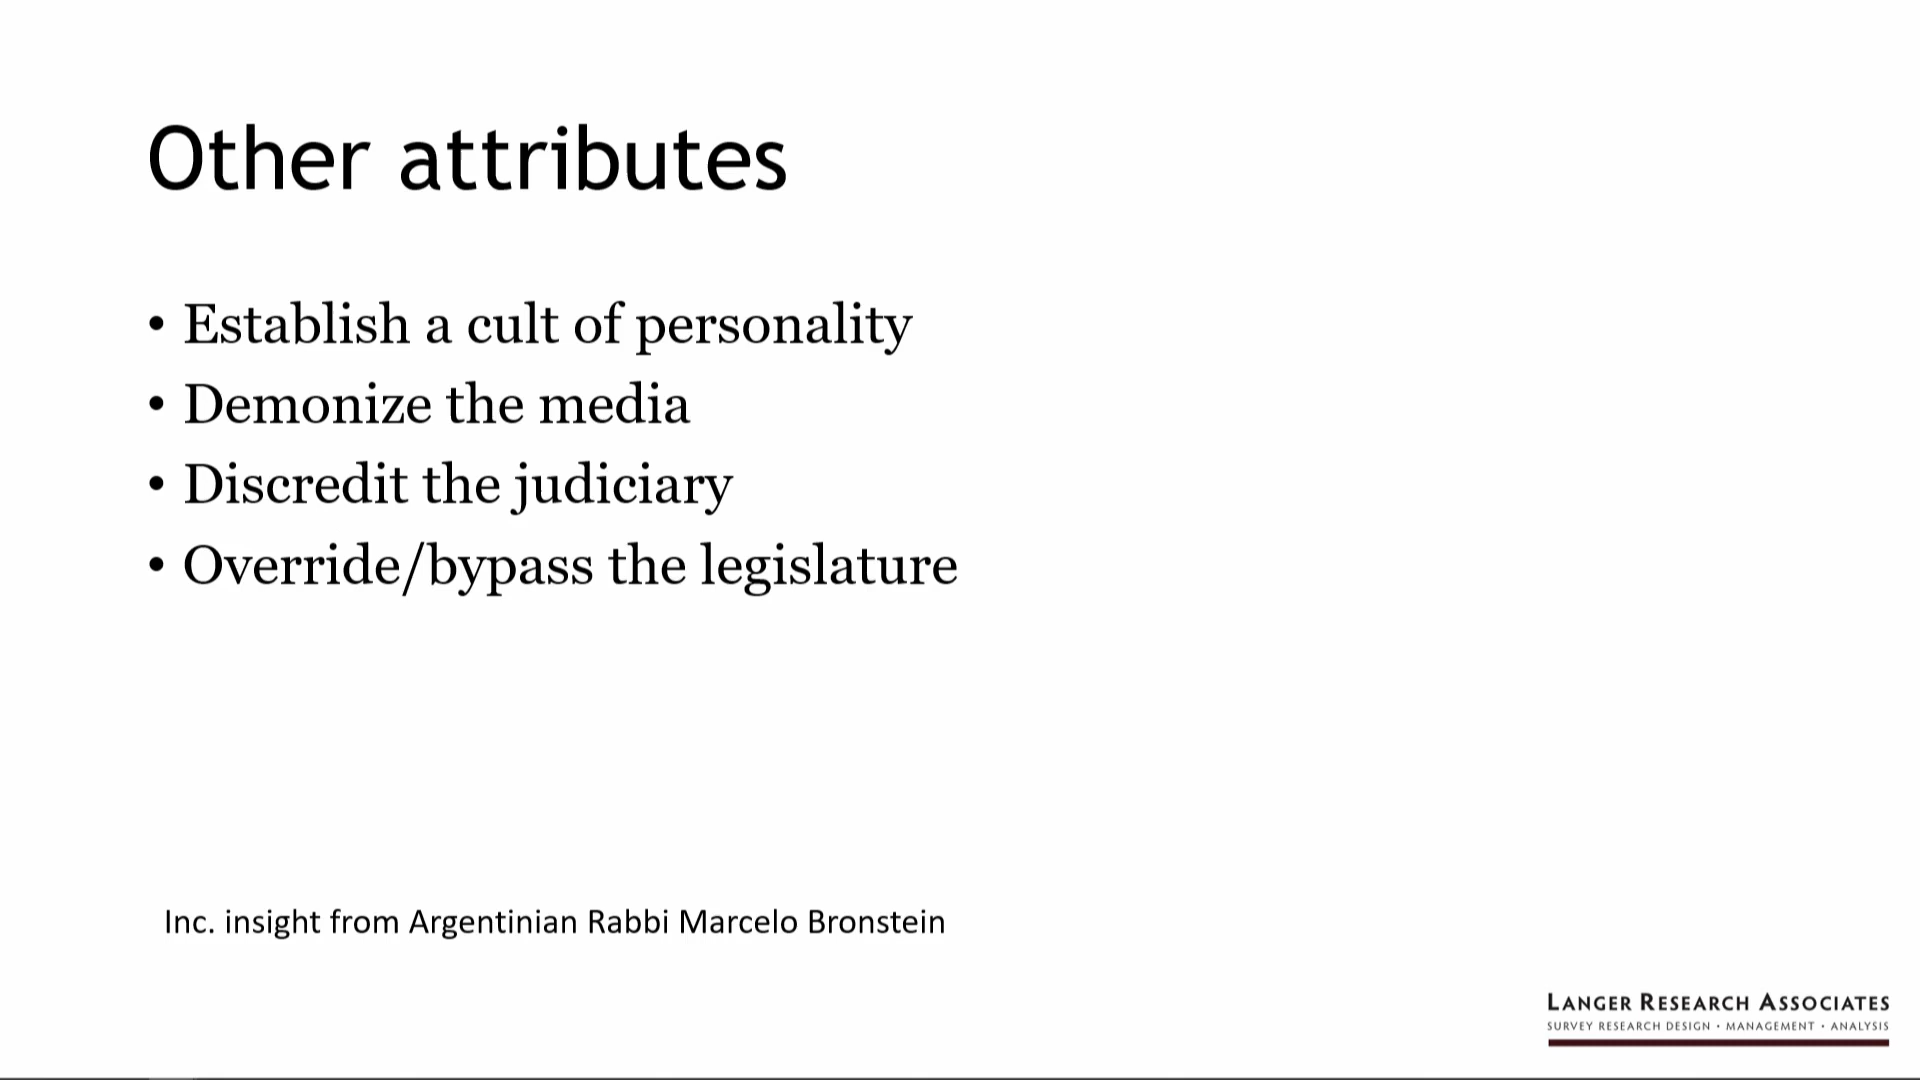 Other attributes
• Establish a cult of personality
• Demonize the media
• Discredit the judiciary
• Override/bypass the legislature
Inc. insight from Argentinian Rabbi Marcelo Bronstein
LANGER RESEARCH ASSOCIATES
SURVEY RESEARCH DESIGN · MANAGEMENT · ANALYSIS